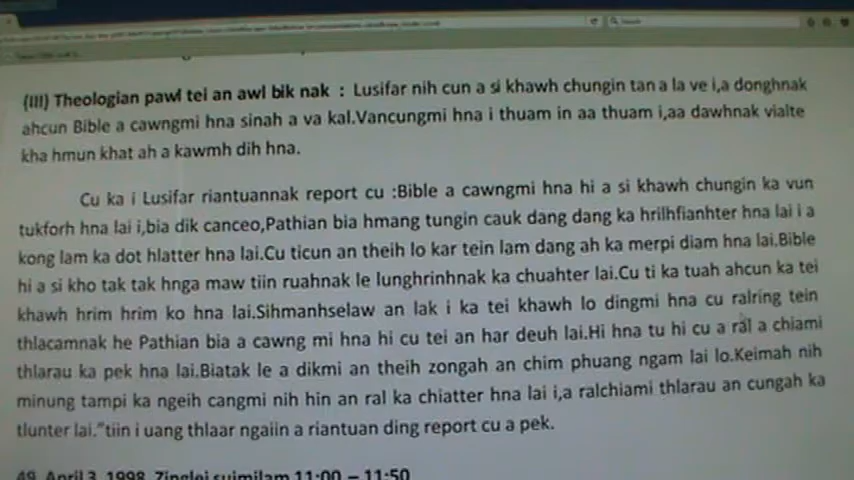 (III) Theologian pawl tei an awl bik nak : Lusifar nih cun a si khawh chungin tan a la ve i,a donghnak
ahcun Bible a cawngmi hna sinah a va kal.Vancungmi hna i thuam in aa thuam i,aa dawhnak vialte
kha hmun khat ah a kawmh dih hna.
Cu ka i Lusifar riantuannak report cu :Bible a cawngmi hna hi a si khawh chungin ka vun
tukforh hna lai i,bia dik canceo,Pathian bia hmang tungin cauk dang dang ka hrilhfianhter hna lai i a
kong lam ka dot hlatter hna lai.Cu ticun an theih lo kar tein lam dang ah ka merpi diam hna lai.Bible
hi a si kho tak tak hnga maw tiin ruahnak le lunghrinhnak ka chuahter lai.Cu ti ka tuah ahcun ka tei
khawh hrim hrim ko hna lai.Sihmanhselaw an lak i ka tei khawh lo dingmi hna cu ralring tein
thlacamnak he Pathian bia a cawng mi hna hi cu tei an har deuh lai.Hi hna tu hi cu a ral a chiami
thlarau ka pek hna lai.Biatak le a dikmi an theih zongah an chim phuang ngam lai lo.Keimah nih
minung tampi ka ngeih cangmi nih hin an ral ka chiatter hna lai i,a ralchiami thlarau an cungah ka
tlunter lai."tiin i uang thlaar ngaiin a riantuan ding report cu a pek.
49. April 3, 1998, Zinglei suimilam 11:00 – 11:50